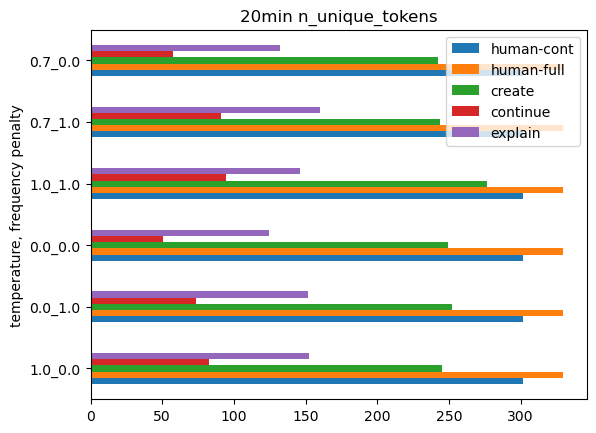 20min n_unique_tokens
temperature, frequency penalty
0.7_0.0
0.7_1.0
1.0_1.0
0.0_0.0
0.0_1.0
1.0_0.0
human-cont
human-full
create
continue
explain
0 50 100 150 200 250 300